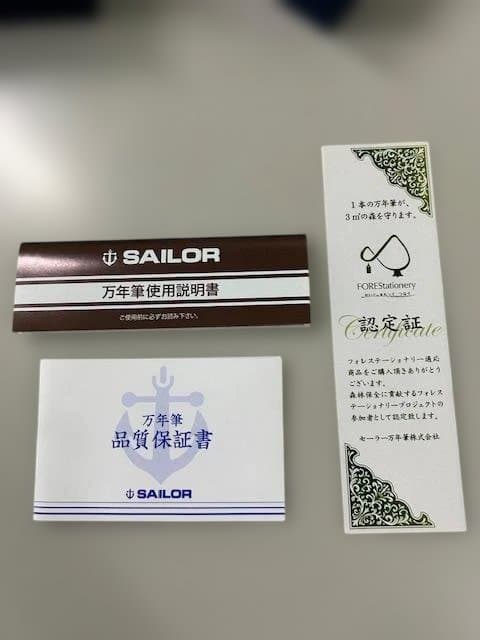 SAILOR
万年筆使用説明書
ご使用前に必ずお読み下さい。
万年筆
品質保証書
SAILOR
1本の万年筆が、
3㎡の森を守ります。
FOREStationery
認定証
Certificate
フォレステーショナリー適応
商品をご購入頂きありがとう
ございます。
森林保全に貢献するフォレス
テーショナリープロジェクトの
参加者として認定致します。
セーラー万年筆株式会社